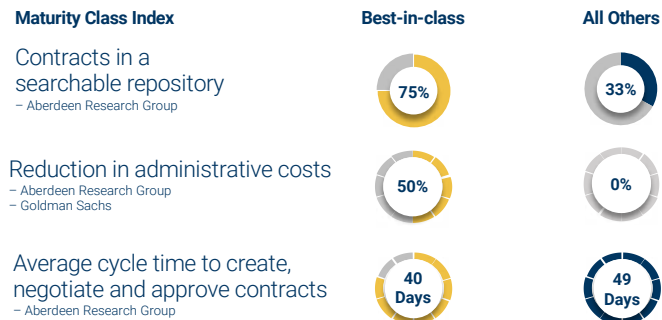 Maturity Class Index Best-in-class All Others
Contracts in a
searchable repository
– Aberdeen Research Group
75% 33%
Reduction in administrative costs
– Aberdeen Research Group
– Goldman Sachs
50% 0%
Average cycle time to create,
negotiate and approve contracts
– Aberdeen Research Group
40
Days
49
Days